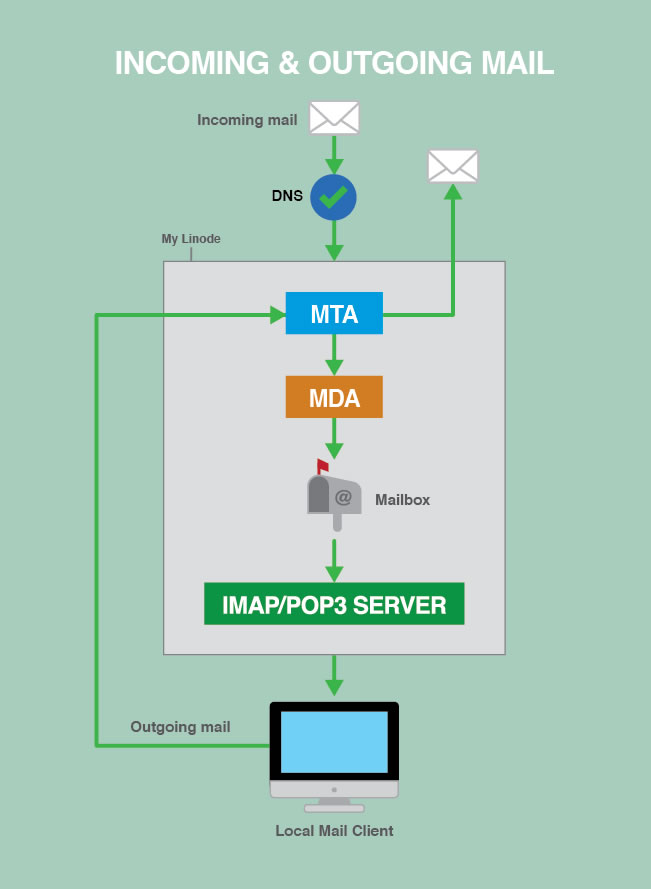 INCOMING & OUTGOING MAIL
Incoming mail
DNS
My Linode
MTA
MDA
@
Mailbox
IMAP/POP3 SERVER
Outgoing mail
Local Mail Client